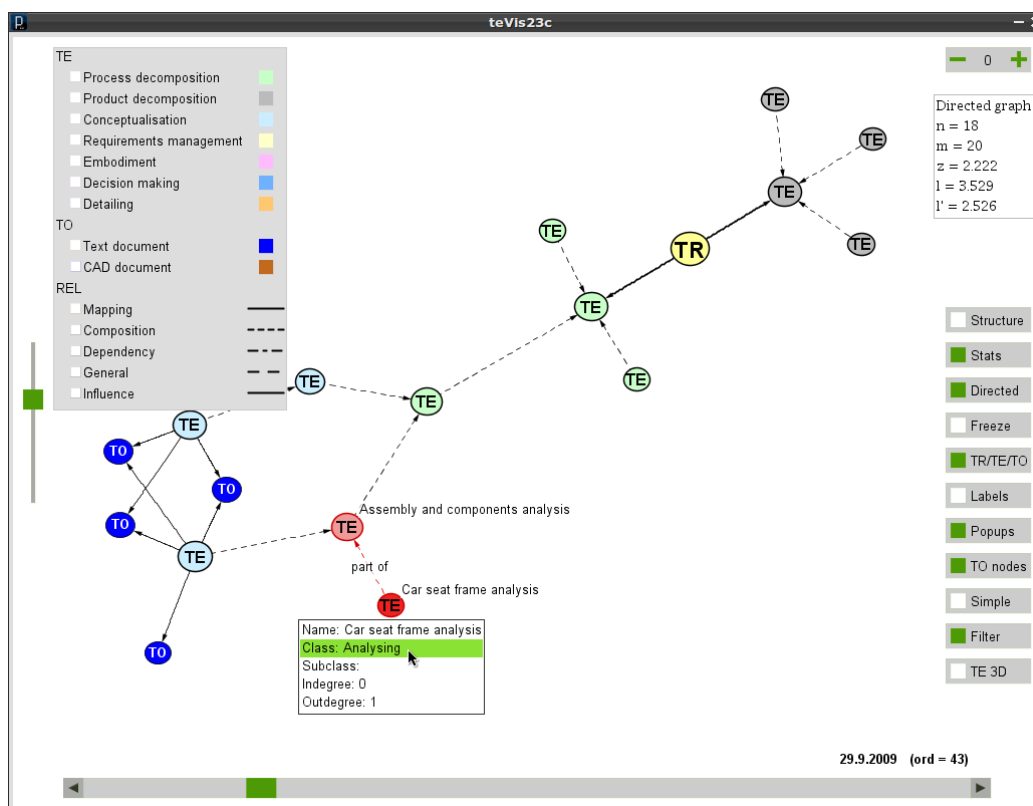 teVis23c
TE
Process decomposition
Product decomposition
Conceptualisation
Requirements management
Embodiment
Decision making
Detailing
TO
Text document
CAD document
REL
Mapping
Composition
Dependency
General
Influence
0
Directed graph
n = 18
m = 20
z = 2.222
l = 3.529
l' = 2.526
TE
TE
TE
TE
TE
TR
TE
TE
TE
TE
TE
TO
TO
TO
TE
TE
Assembly and components analysis
part of
Car seat frame analysis
TE
TO
Name: Car seat frame analysis
Class: Analysing
Subclass:
Indegree: 0
Outdegree: 1
Structure
Stats
Directed
Freeze
TR/TE/TO
Labels
Popups
TO nodes
Simple
Filter
TE 3D
29.9.2009 (ord = 43)